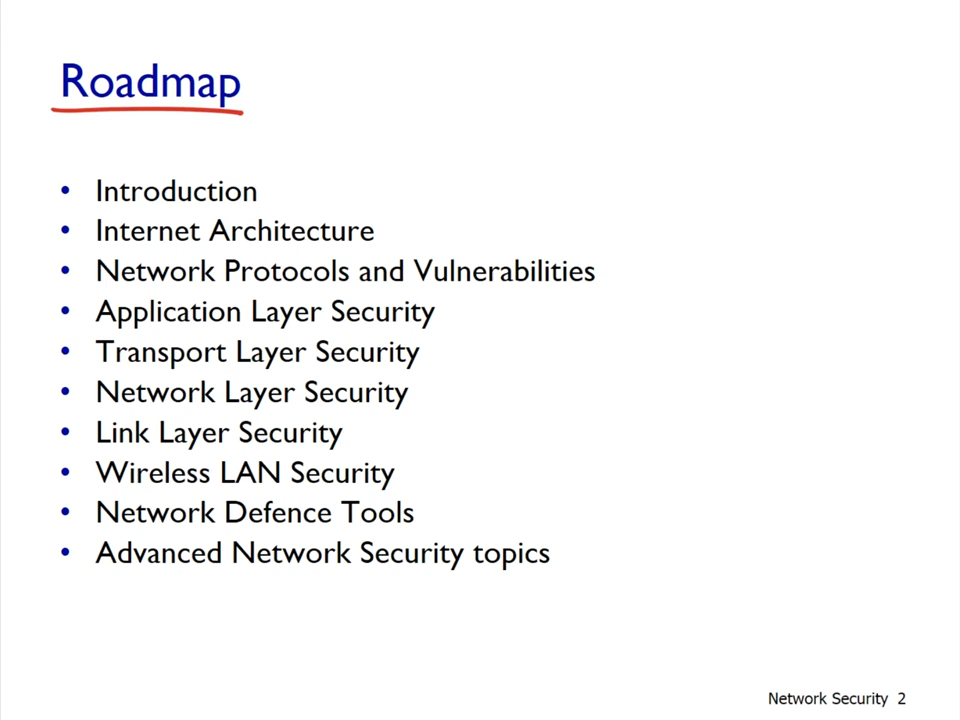 Roadmap
• Introduction
• Internet Architecture
• Network Protocols and Vulnerabilities
• Application Layer Security
• Transport Layer Security
• Network Layer Security
• Link Layer Security
• Wireless LAN Security
• Network Defence Tools
• Advanced Network Security topics
Network Security 2